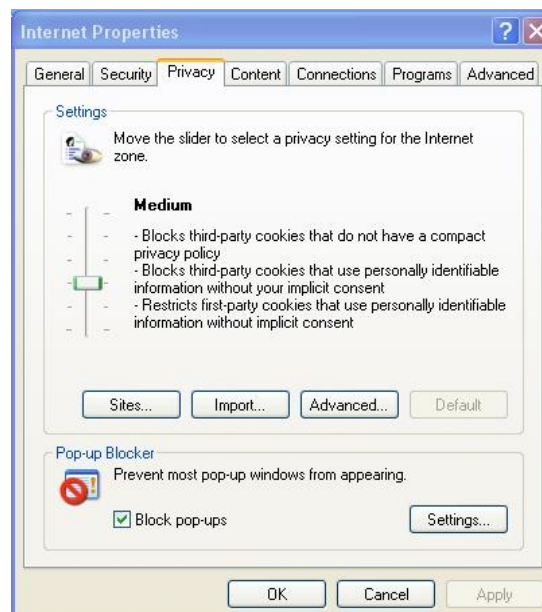 Internet Properties
General Security Privacy Content Connections Programs Advanced
Settings
Move the slider to select a privacy setting for the Internet
zone.
Medium
- Blocks third-party cookies that do not have a compact
privacy policy
- Blocks third-party cookies that use personally identifiable
information without your implicit consent
- Restricts first-party cookies that use personally identifiable
information without implicit consent
Sites... Import... Advanced... Default
Pop-up Blocker
Prevent most pop-up windows from appearing.
Block pop-ups Settings...
OK Cancel Apply